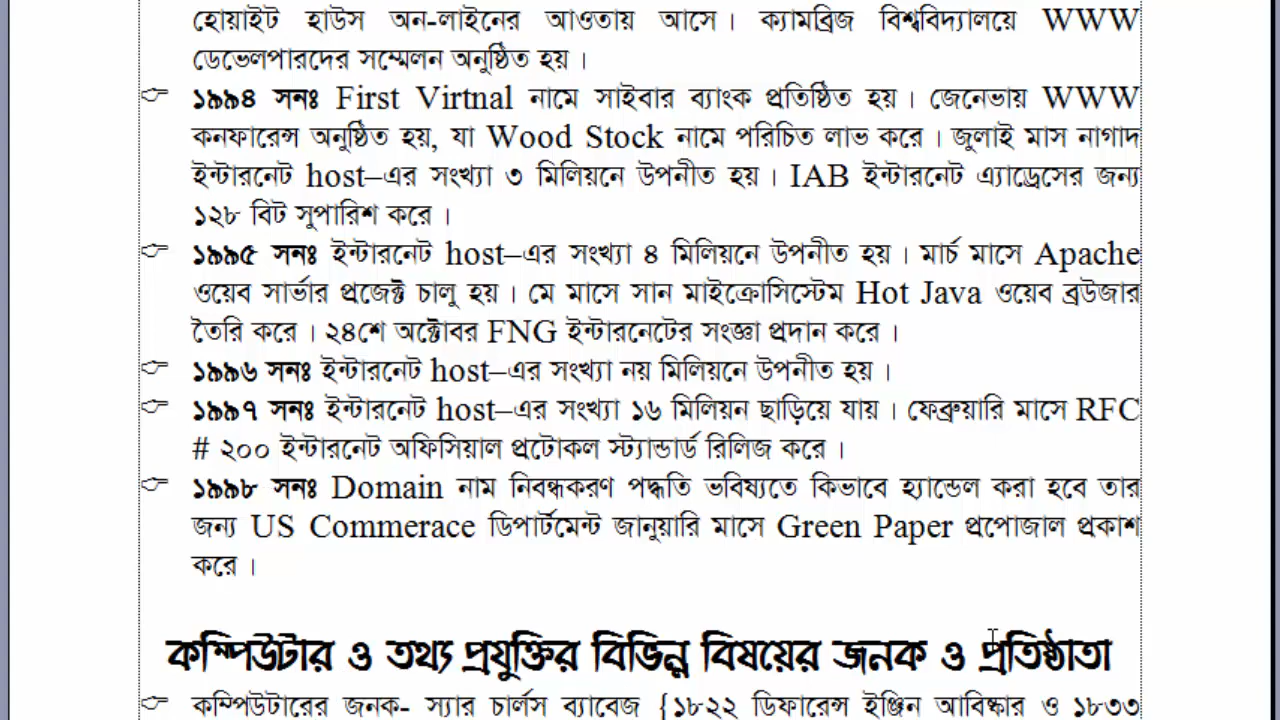 হোয়াইট হাউস অন-লাইনের আওতায় আসে। ক্যামব্রিজ বিশ্ববিদ্যালয়ে WWW
ডেভেলপারদের সম্মেলন অনুষ্ঠিত হয়।
☞ ১৯৯৪ সনঃ First Virtnal নামে সাইবার ব্যাংক প্রতিষ্ঠিত হয়। জেনেভায় WWW
কনফারেন্স অনুষ্ঠিত হয়, যা Wood Stock নামে পরিচিত লাভ করে। জুলাই মাস নাগাদ
ইন্টারনেট host–এর সংখ্যা ৩ মিলিয়নে উপনীত হয়। IAB ইন্টারনেট এ্যাড্রেসের জন্য
১২৮ বিট সুপারিশ করে।
☞ ১৯৯৫ সনঃ ইন্টারনেট host–এর সংখ্যা ৪ মিলিয়নে উপনীত হয়। মার্চ মাসে Apache
ওয়েব সার্ভার প্রজেক্ট চালু হয়। মে মাসে সান মাইক্রোসিস্টেম Hot Java ওয়েব ব্রউজার
তৈরি করে। ২৪শে অক্টোবর FNG ইন্টারনেটের সংজ্ঞা প্রদান করে।
☞ ১৯৯৬ সনঃ ইন্টারনেট host–এর সংখ্যা নয় মিলিয়নে উপনীত হয়।
☞ ১৯৯৭ সনঃ ইন্টারনেট host–এর সংখ্যা ১৬ মিলিয়ন ছাড়িয়ে যায়। ফেব্রুয়ারি মাসে RFC
# ২০০ ইন্টারনেট অফিসিয়াল প্রটোকল স্ট্যান্ডার্ড রিলিজ করে।
☞ ১৯৯৮ সনঃ Domain নাম নিবন্ধকরণ পদ্ধতি ভবিষ্যতে কিভাবে হ্যান্ডেল করা হবে তার
জন্য US Commerace ডিপার্টমেন্ট জানুয়ারি মাসে Green Paper প্রপোজাল প্রকাশ
করে।
কম্পিউটার ও তথ্য প্রযুক্তির বিভিন্ন বিষয়ের জনক ও প্রতিষ্ঠাতা
☞ কম্পিউটারের জনক- স্যার চার্লস ব্যাবেজ {১৮২২ ডিফারেন্স ইঞ্জিন আবিষ্কার ও ১৮৩৩